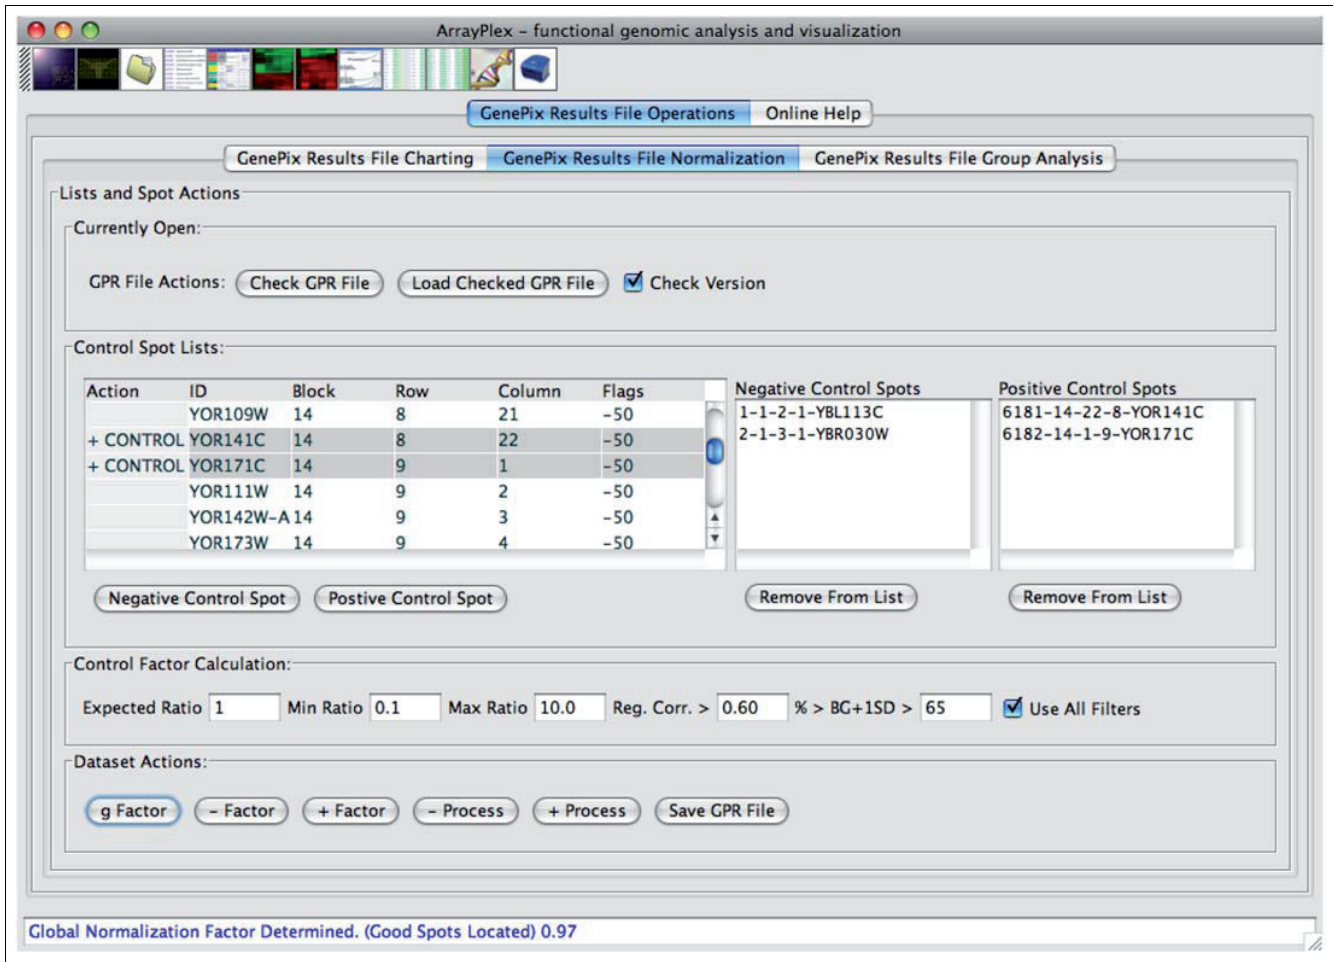 ArrayPlex – functional genomic analysis and visualization
GenePix Results File Operations Online Help
GenePix Results File Charting GenePix Results File Normalization GenePix Results File Group Analysis
Lists and Spot Actions
Currently Open:
GPR File Actions: Check GPR File Load Checked GPR File Check Version
Control Spot Lists:
Action ID Block Row Column Flags Negative Control Spots Positive Control Spots
YOR109W 14 8 21 -50 1-1-2-1-YBL113C 6181-14-22-8-YOR141C
+ CONTROL YOR141C 14 8 22 -50 2-1-3-1-YBR030W 6182-14-1-9-YOR171C
+ CONTROL YOR171C 14 9 1 -50
YOR111W 14 9 2 -50
YOR142W-A 14 9 3 -50
YOR173W 14 9 4 -50
Negative Control Spot Postive Control Spot Remove From List Remove From List
Control Factor Calculation:
Expected Ratio 1 Min Ratio 0.1 Max Ratio 10.0 Reg. Corr. > 0.60 % > BG+1SD > 65 Use All Filters
Dataset Actions:
g Factor - Factor + Factor - Process + Process Save GPR File
Global Normalization Factor Determined. (Good Spots Located) 0.97